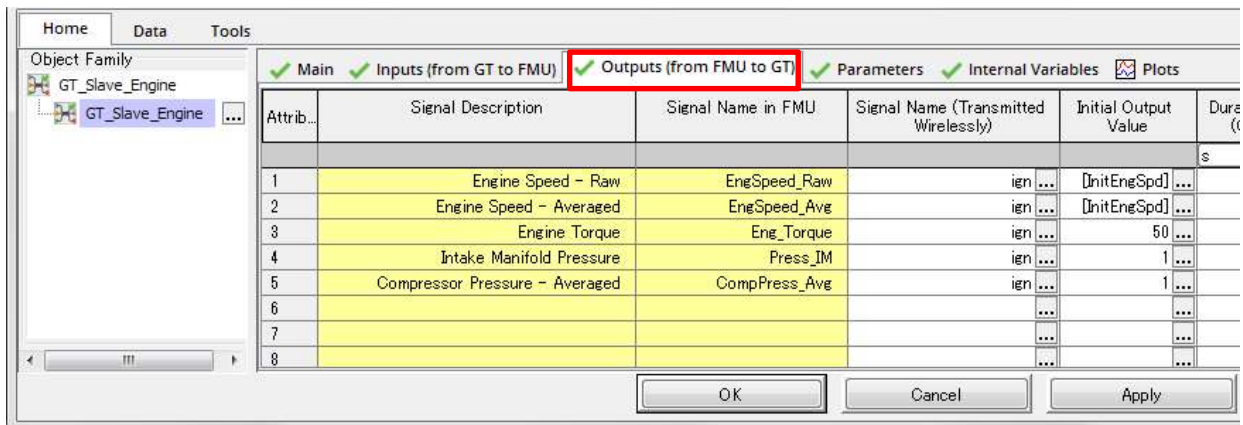 Home Data Tools
Object Family
GT_Slave_Engine
GT_Slave_Engine ...
Main Inputs (from GT to FMU) Outputs (from FMU to GT) Parameters Internal Variables Plots
Attrib... Signal Description Signal Name in FMU Signal Name (Transmitted Wirelessly) Initial Output Value
s
1 Engine Speed - Raw EngSpeed_Raw ign ... [InitEngSpd] ...
2 Engine Speed - Averaged EngSpeed_Avg ign ... [InitEngSpd] ...
3 Engine Torque Eng_Torque ign ... 50 ...
4 Intake Manifold Pressure Press_IM ign ... 1 ...
5 Compressor Pressure - Averaged CompPress_Avg ign ... 1 ...
6 ... ...
7 ... ...
8 ... ...
OK Cancel Apply